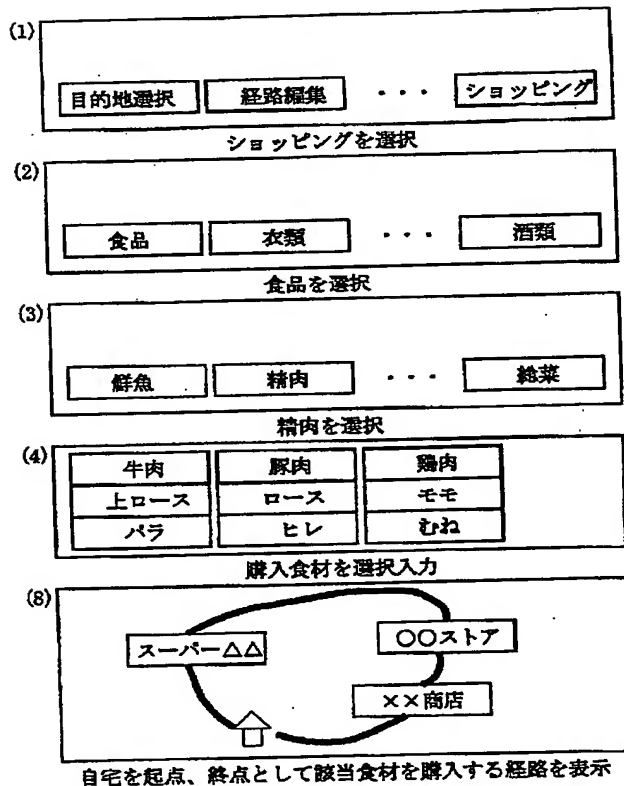 (1)
目的地選択 経路編集 ・・・ ショッピング
ショッピングを選択
(2)
食品 衣類 ・・・ 酒類
食品を選択
(3)
鮮魚 精肉 ・・・ 総菜
精肉を選択
(4)
牛肉 豚肉 鶏肉
上ロース ロース モモ
バラ ヒレ むね
購入食材を選択入力
(8)
スーパー△△ ○○ストア
××商店
自宅を起点、終点として該当食材を購入する経路を表示